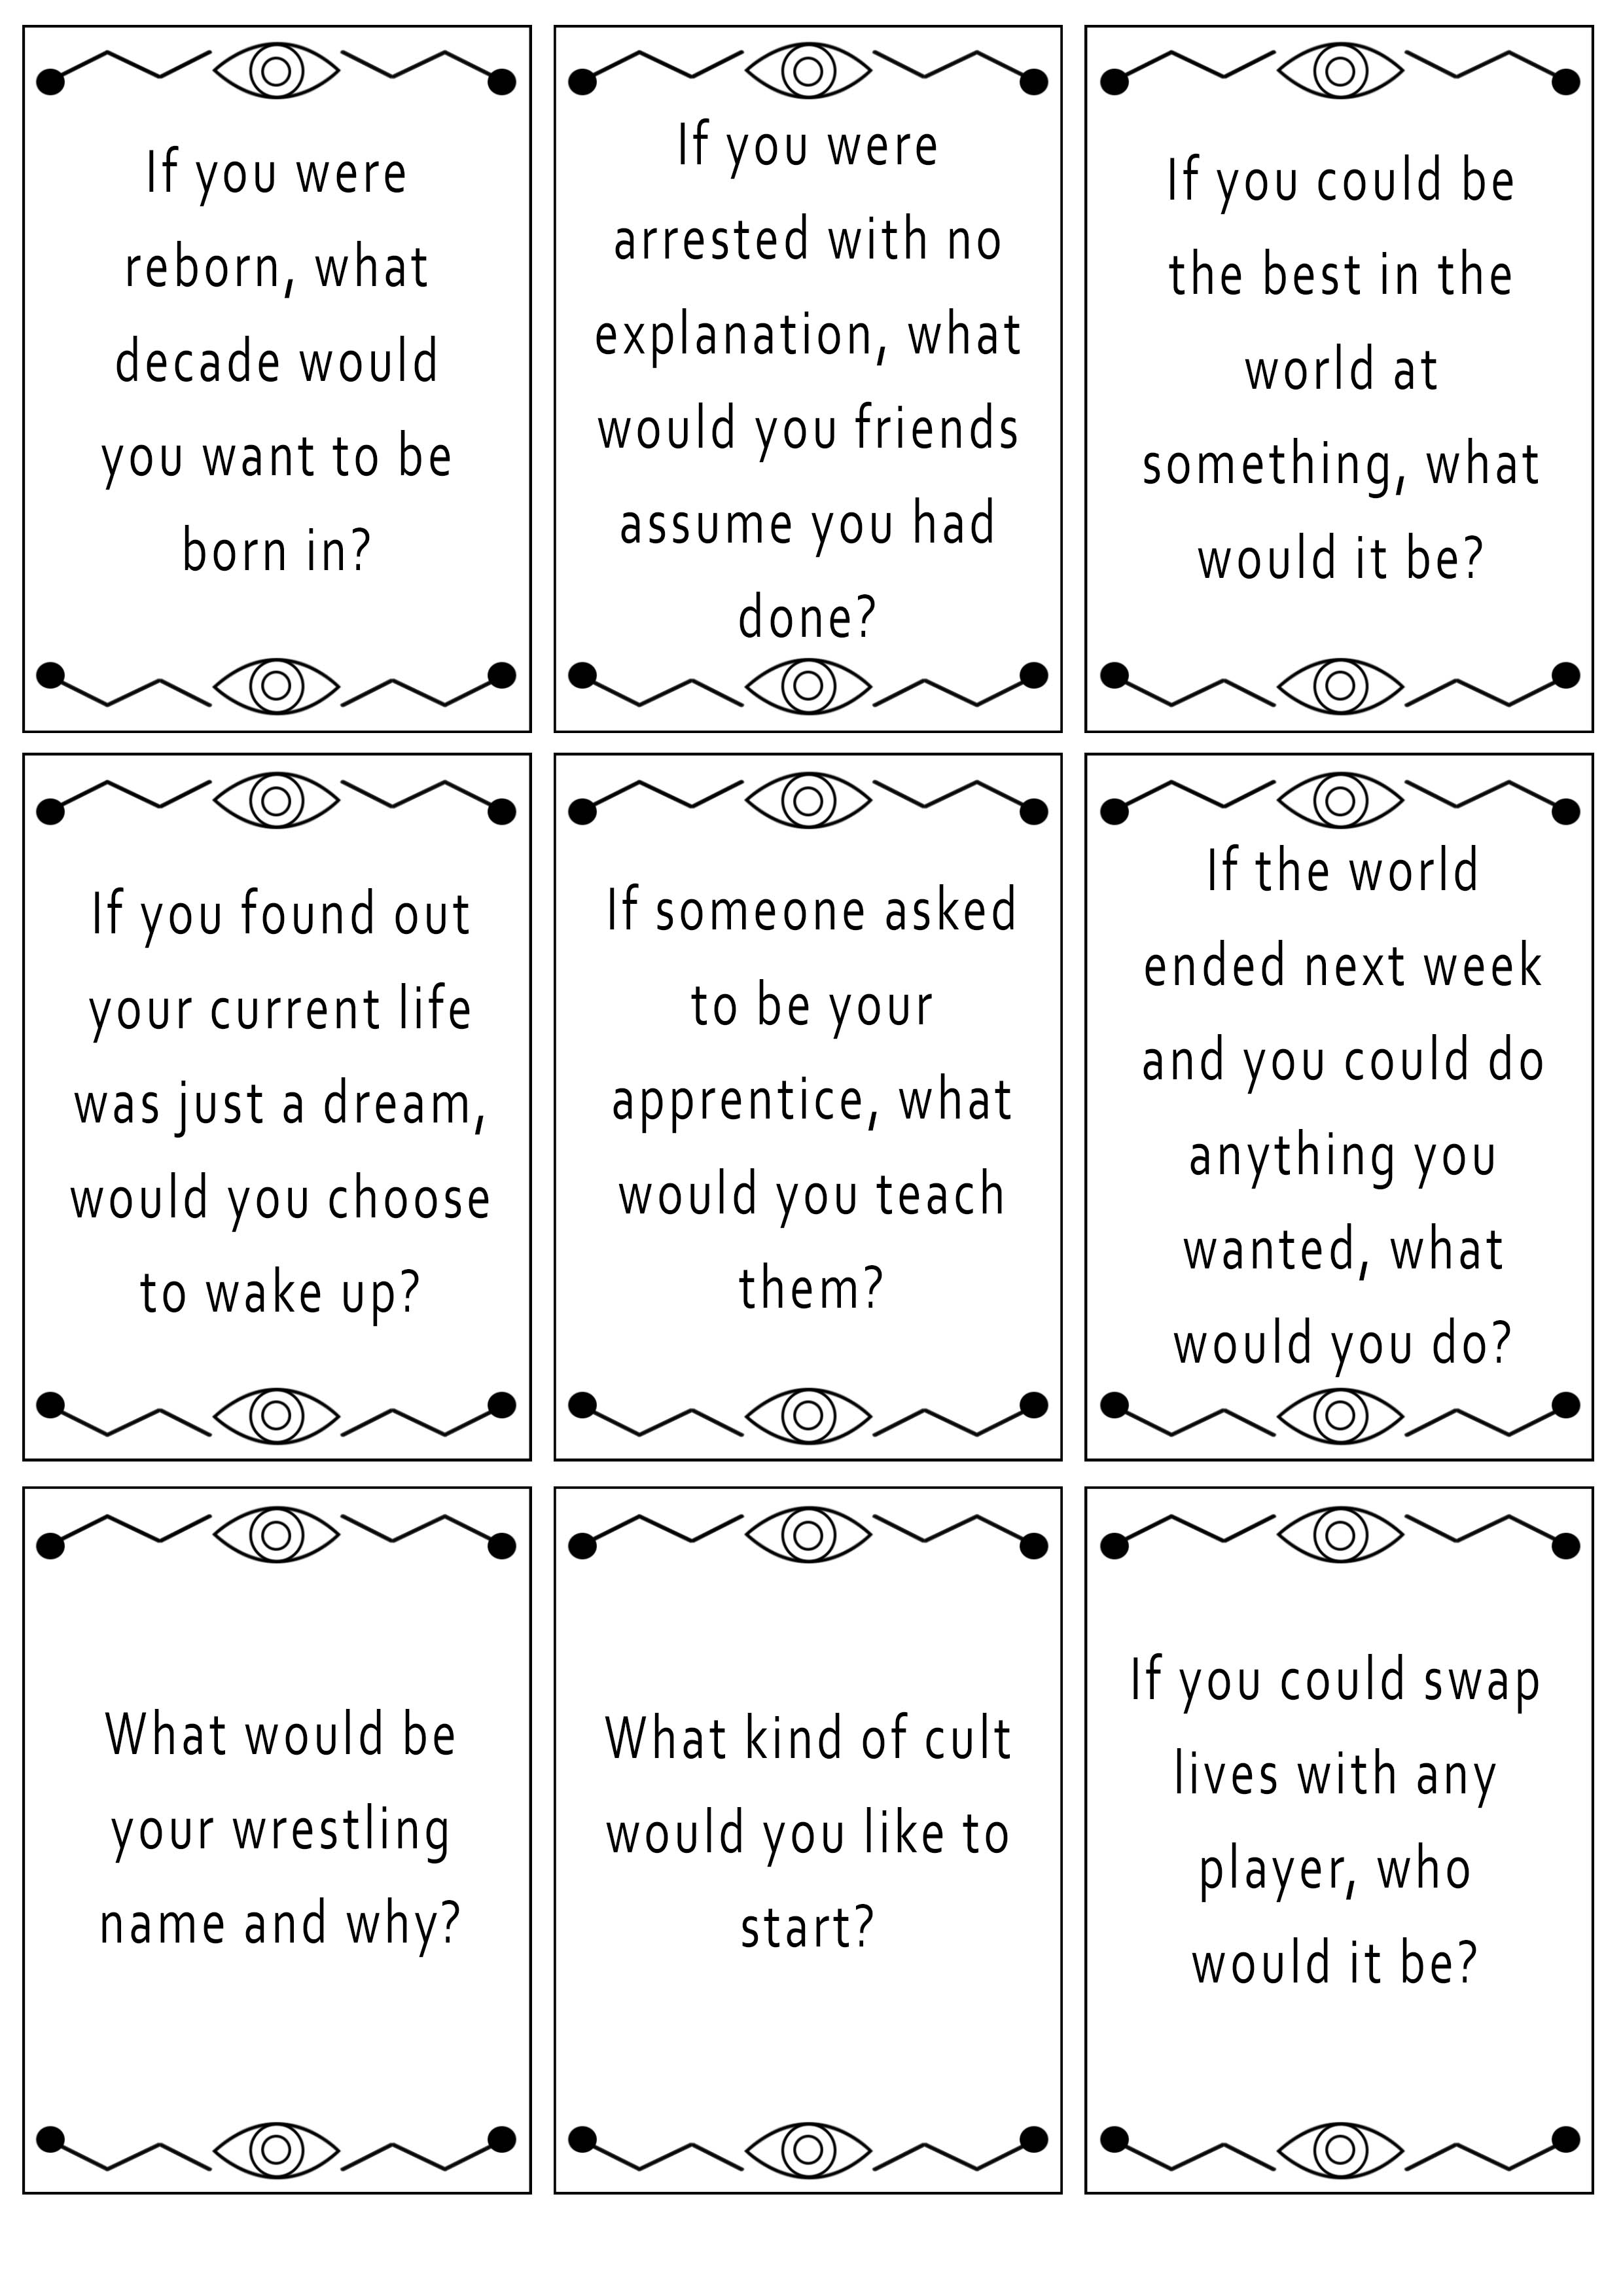 If you were
reborn, what
decade would
you want to be
born in?
If you were
arrested with no
explanation, what
would you friends
assume you had
done?
If you could be
the best in the
world at
something, what
would it be?
If you found out
your current life
was just a dream,
would you choose
to wake up?
If someone asked
to be your
apprentice, what
would you teach
them?
If the world
ended next week
and you could do
anything you
wanted, what
would you do?
What would be
your wrestling
name and why?
What kind of cult
would you like to
start?
If you could swap
lives with any
player, who
would it be?